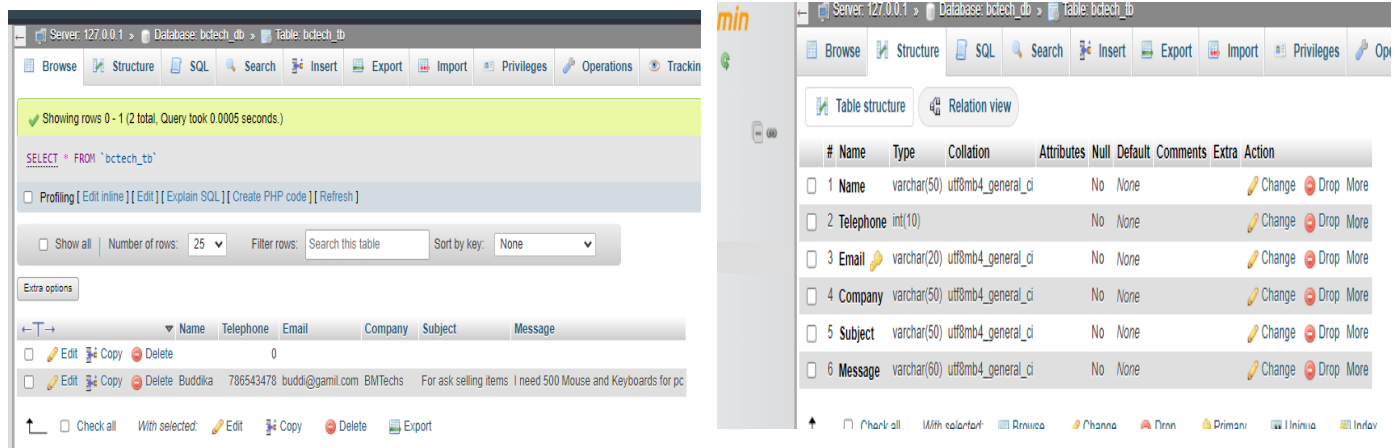 Server: 127.0.0.1 » Database: bctech_db » Table: bctech_tb
Browse Structure SQL Search Insert Export Import Privileges Operations Trackin
Showing rows 0 - 1 (2 total, Query took 0.0005 seconds.)
SELECT * FROM `bctech_tb`
Profiling [ Edit inline ] [ Edit ] [ Explain SQL ] [ Create PHP code ] [ Refresh ]
Show all | Number of rows: 25 Filter rows: Search this table Sort by key: None
Extra options
←T→ Name Telephone Email Company Subject Message
Edit Copy Delete 0
Edit Copy Delete Buddika 786543478 buddi@gamil.com BMTechs For ask selling items I need 500 Mouse and Keyboards for pc
Check all With selected: Edit Copy Delete Export
min
Server: 127.0.0.1 » Database: bctech_db » Table: bctech_tb
Browse Structure SQL Search Insert Export Import Privileges Ope
Table structure Relation view
# Name Type Collation Attributes Null Default Comments Extra Action
1 Name varchar(50) utf8mb4_general_ci No None Change Drop More
2 Telephone int(10) No None Change Drop More
3 Email varchar(20) utf8mb4_general_ci No None Change Drop More
4 Company varchar(50) utf8mb4_general_ci No None Change Drop More
5 Subject varchar(50) utf8mb4_general_ci No None Change Drop More
6 Message varchar(60) utf8mb4_general_ci No None Change Drop More
Check all With selected: Browse Change Drop Primary Unique Index